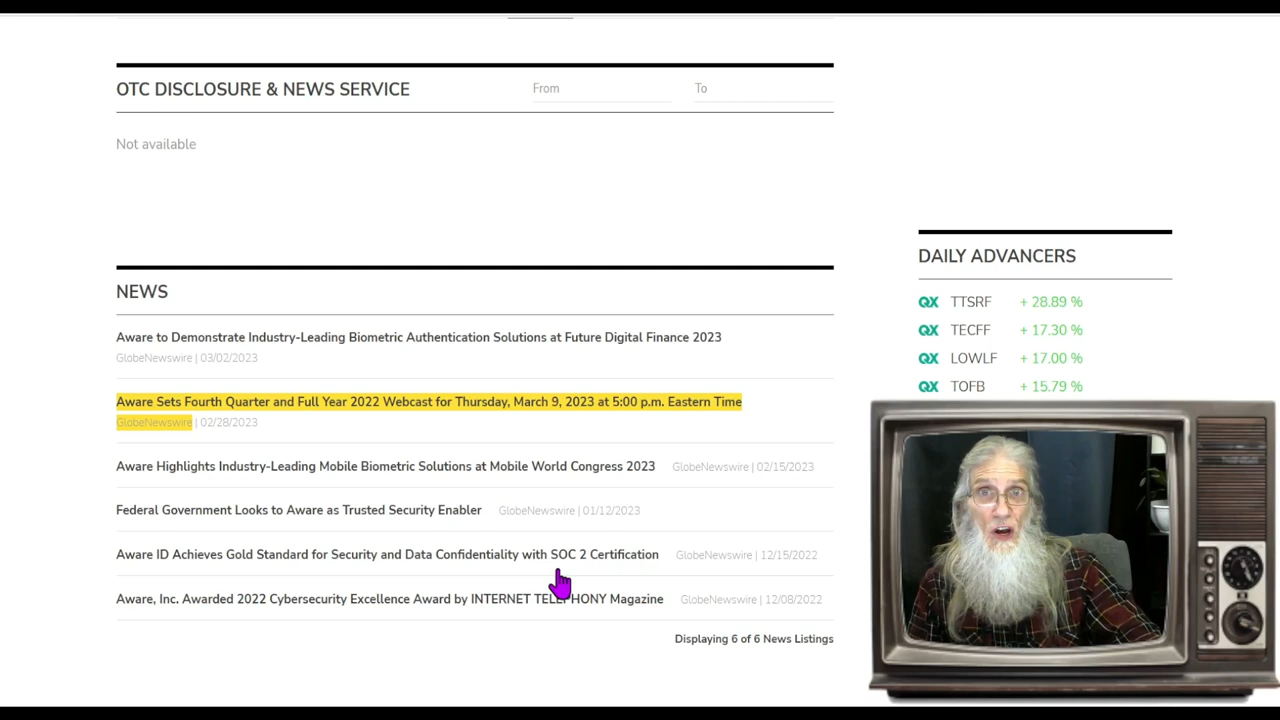 OTC DISCLOSURE & NEWS SERVICE
From
To
Not available
NEWS
Aware to Demonstrate Industry-Leading Biometric Authentication Solutions at Future Digital Finance 2023
GlobeNewswire | 03/02/2023
Aware Sets Fourth Quarter and Full Year 2022 Webcast for Thursday, March 9, 2023 at 5:00 p.m. Eastern Time
GlobeNewswire | 02/28/2023
Aware Highlights Industry-Leading Mobile Biometric Solutions at Mobile World Congress 2023 GlobeNewswire | 02/15/2023
Federal Government Looks to Aware as Trusted Security Enabler GlobeNewswire | 01/12/2023
Aware ID Achieves Gold Standard for Security and Data Confidentiality with SOC 2 Certification GlobeNewswire | 12/15/2022
Aware, Inc. Awarded 2022 Cybersecurity Excellence Award by INTERNET TELEPHONY Magazine GlobeNewswire | 12/08/2022
Displaying 6 of 6 News Listings
DAILY ADVANCERS
QX TTSRF + 28.89 %
QX TECFF + 17.30 %
QX LOWLF + 17.00 %
QX TOFB + 15.79 %